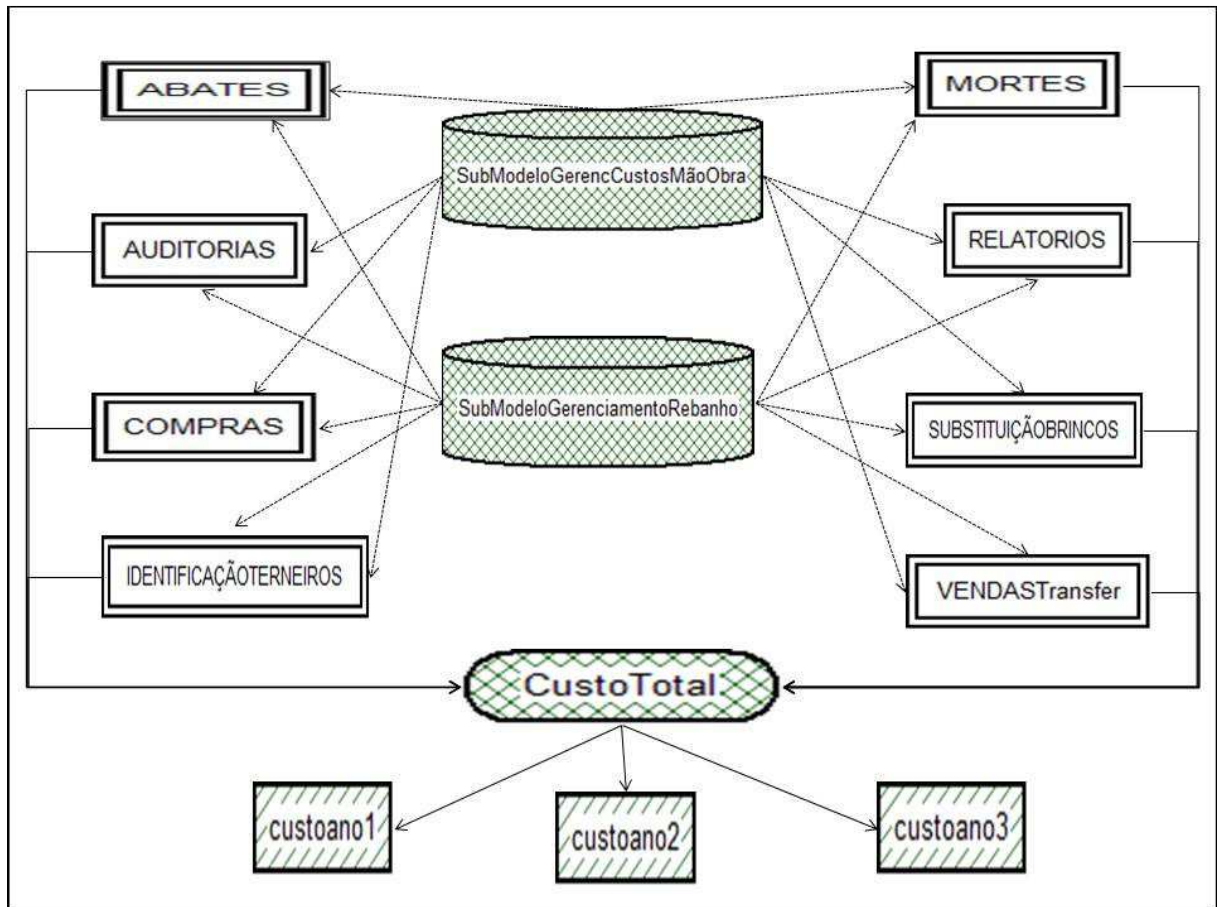 ABATES
MORTES
SubModeloGerencCustosMãoObra
AUDITORIAS
RELATORIOS
SubModeloGerenciamentoRebanho
COMPRAS
SUBSTITUIÇÃOBRINCOS
IDENTIFICAÇÃOTERNEIROS
VENDASTransfer
CustoTotal
custoano1
custoano2
custoano3